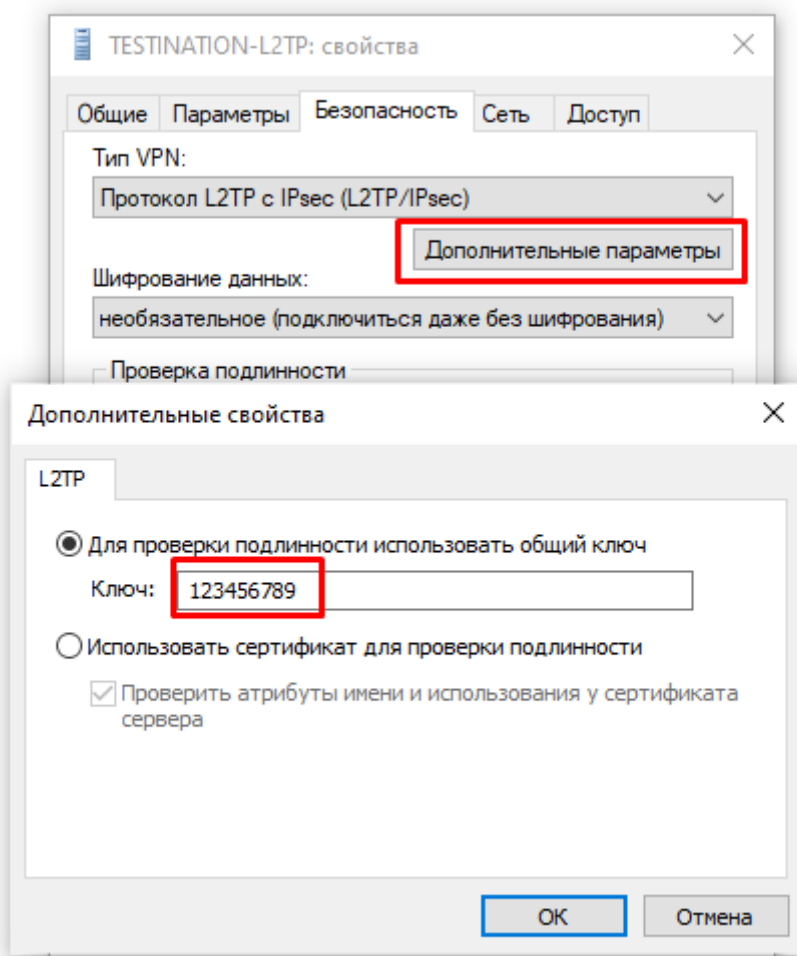 TESTINATION-L2TP: свойства
Общие Параметры Безопасность Сеть Доступ
Тип VPN:
Протокол L2TP с IPsec (L2TP/IPsec)
Дополнительные параметры
Шифрование данных:
необязательное (подключиться даже без шифрования)
Проверка подлинности
Дополнительные свойства
L2TP
Для проверки подлинности использовать общий ключ
Ключ: 123456789
Использовать сертификат для проверки подлинности
Проверить атрибуты имени и использования у сертификата
сервера
ОК Отмена